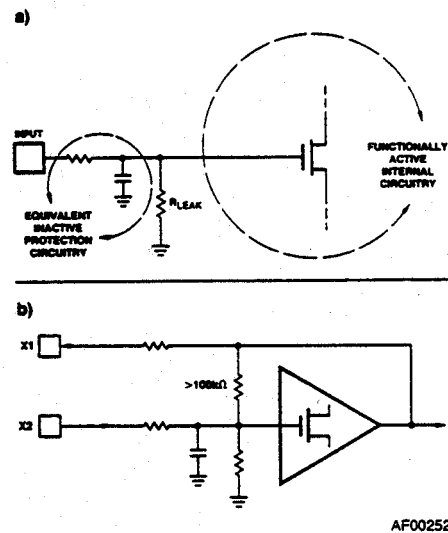 a)
INPUT
EQUIVALENT
INACTIVE
PROTECTION
CIRCUITRY
RLEAK
FUNCTIONALLY
ACTIVE
INTERNAL
CIRCUITRY
b)
X1
>100kΩ
X2
AF00252